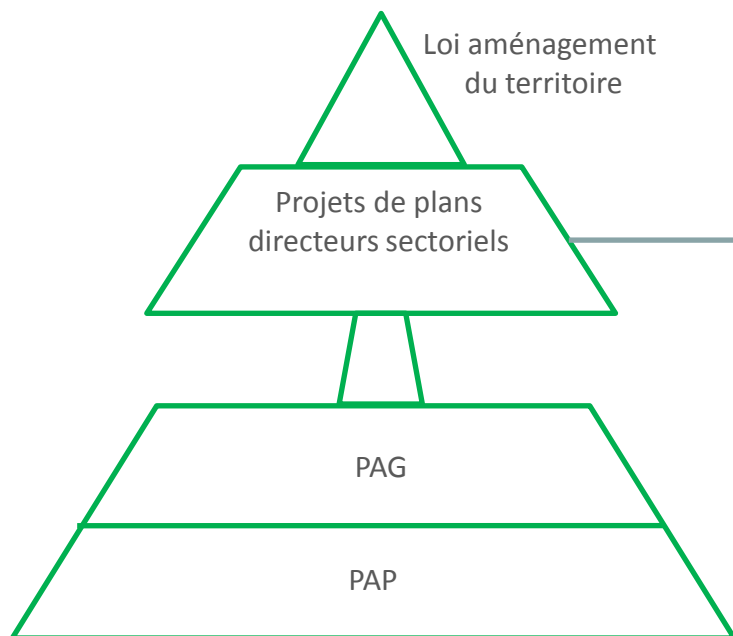 Loi aménagement
du territoire
Projets de plans
directeurs sectoriels
PAG
PAP